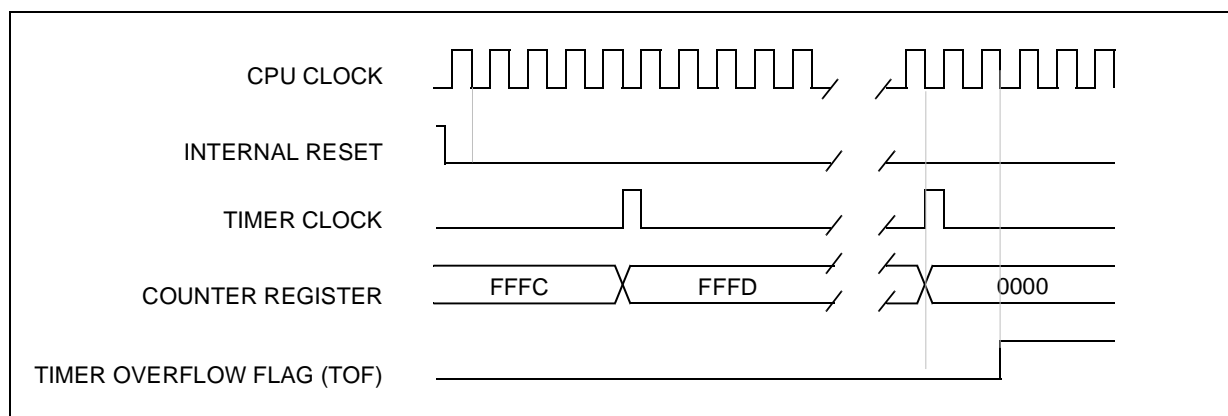 CPU CLOCK
INTERNAL RESET
TIMER CLOCK
COUNTER REGISTER FFFC FFFD 0000
TIMER OVERFLOW FLAG (TOF)